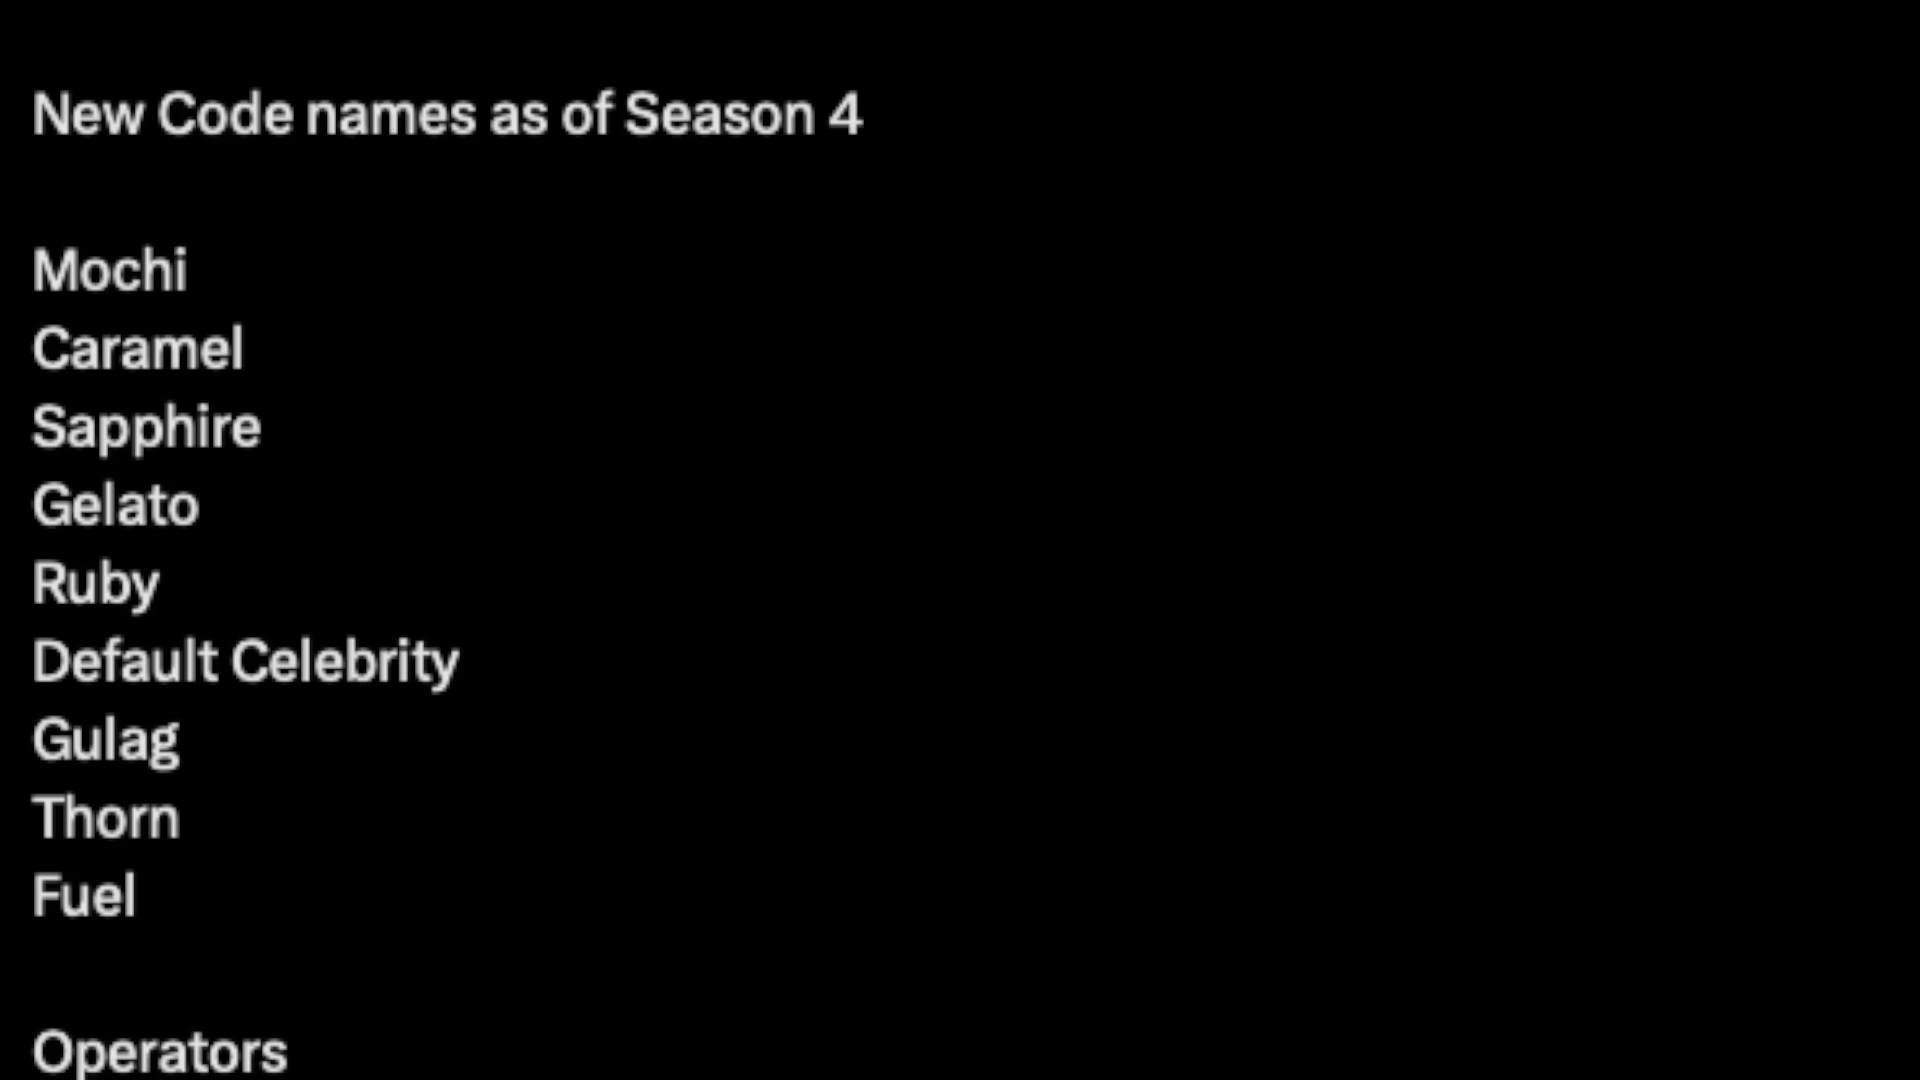 New Code names as of Season 4
Mochi
Caramel
Sapphire
Gelato
Ruby
Default Celebrity
Gulag
Thorn
Fuel
Operators